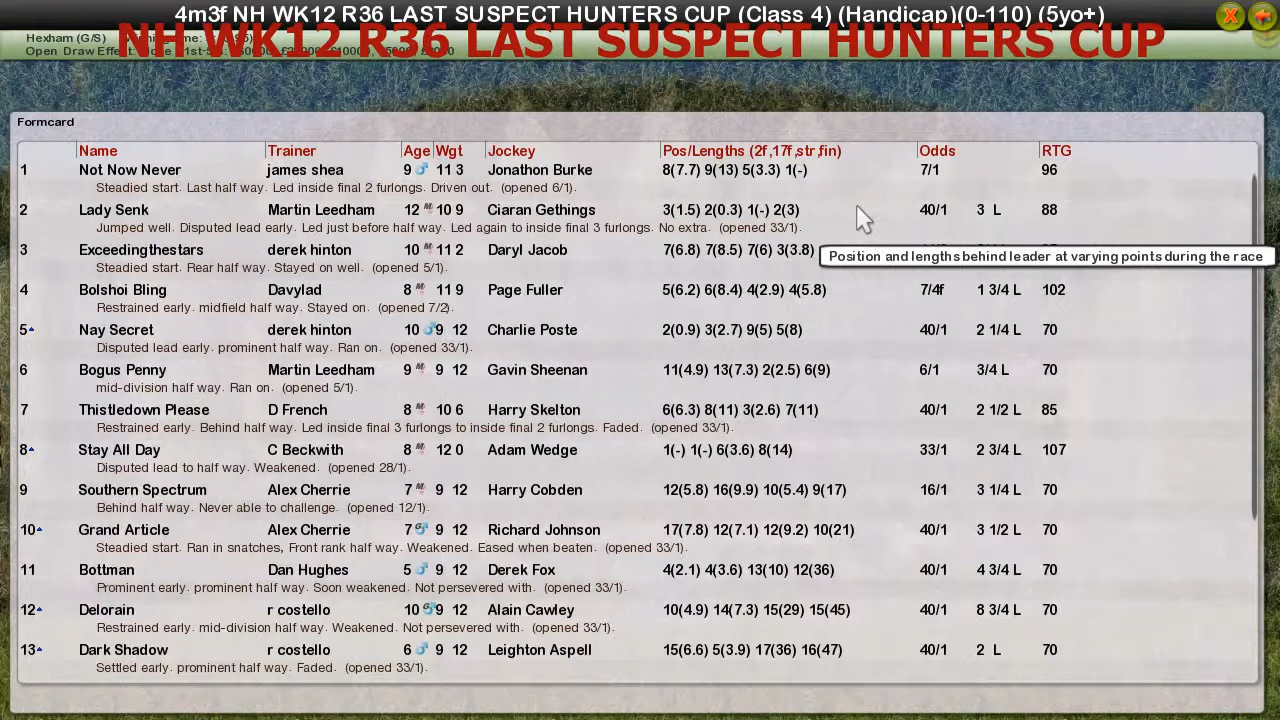 4m3f NH WK12 R36 LAST SUSPECT HUNTERS CUP (Class 4) (Handicap)(0-110) (5yo+)
NH WK12 R36 LAST SUSPECT HUNTERS CUP
Hexham (G/S)
Open Draw Effect:
Formcard
Name Trainer Age Wgt Jockey Pos/Lengths (2f,17f,str,fin) Odds RTG
1 Not Now Never james shea 9 11 3 Jonathon Burke 8(7.7) 9(13) 5(3.3) 1(-) 7/1 96
Steadied start. Last half way. Led inside final 2 furlongs. Driven out. (opened 6/1).
2 Lady Senk Martin Leedham 12 10 9 Ciaran Gethings 3(1.5) 2(0.3) 1(-) 2(3) 40/1 3 L 88
Jumped well. Disputed lead early. Led just before half way. Led again to inside final 3 furlongs. No extra. (opened 33/1).
3 Exceedingthestars derek hinton 10 11 2 Daryl Jacob 7(6.8) 7(8.5) 7(6) 3(3.8)
Position and lengths behind leader at varying points during the race
Steadied start. Rear half way. Stayed on well. (opened 5/1).
4 Bolshoi Bling Davylad 8 11 9 Page Fuller 5(6.2) 6(8.4) 4(2.9) 4(5.8) 7/4f 1 3/4 L 102
Restrained early. midfield half way. Stayed on. (opened 7/2).
5 Nay Secret derek hinton 10 9 12 Charlie Poste 2(0.9) 3(2.7) 9(5) 5(8) 40/1 2 1/4 L 70
Disputed lead early. prominent half way. Ran on. (opened 33/1).
6 Bogus Penny Martin Leedham 9 9 12 Gavin Sheenan 11(4.9) 13(7.3) 2(2.5) 6(9) 6/1 3/4 L 70
mid-division half way. Ran on. (opened 5/1).
7 Thistledown Please D French 8 10 6 Harry Skelton 6(6.3) 8(11) 3(2.6) 7(11) 40/1 2 1/2 L 85
Restrained early. Behind half way. Led inside final 3 furlongs to inside final 2 furlongs. Faded. (opened 33/1).
8 Stay All Day C Beckwith 8 12 0 Adam Wedge 1(-) 1(-) 6(3.6) 8(14) 33/1 2 3/4 L 107
Disputed lead to half way. Weakened. (opened 28/1).
9 Southern Spectrum Alex Cherrie 7 9 12 Harry Cobden 12(5.8) 16(9.9) 10(5.4) 9(17) 16/1 3 1/4 L 70
Behind half way. Never able to challenge. (opened 12/1).
10 Grand Article Alex Cherrie 7 9 12 Richard Johnson 17(7.8) 12(7.1) 12(9.2) 10(21) 40/1 3 1/2 L 70
Steadied start. Ran in snatches, Front rank half way. Weakened. Eased when beaten. (opened 33/1).
11 Bottman Dan Hughes 5 9 12 Derek Fox 4(2.1) 4(3.6) 13(10) 12(36) 40/1 4 3/4 L 70
Prominent early. prominent half way. Soon weakened. Not persevered with. (opened 33/1).
12 Delorain r costello 10 9 12 Alain Cawley 10(4.9) 14(7.3) 15(29) 15(45) 40/1 8 3/4 L 70
Restrained early. mid-division half way. Weakened. Not persevered with. (opened 33/1).
13 Dark Shadow r costello 6 9 12 Leighton Aspell 15(6.6) 5(3.9) 17(36) 16(47) 40/1 2 L 70
Settled early. prominent half way. Faded. (opened 33/1).